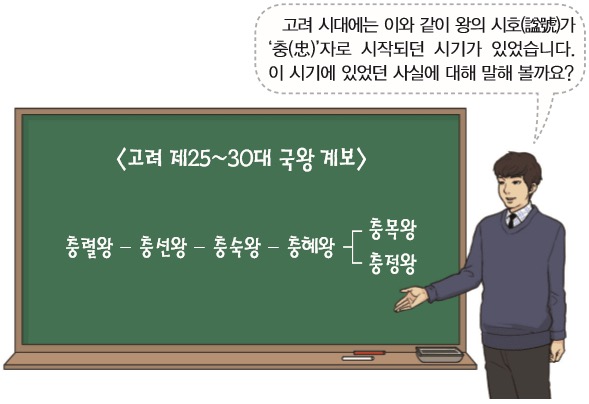 고려 시대에는 이와 같이 왕의 시호(諡號)가
‘충(忠)’자로 시작되던 시기가 있었습니다.
이 시기에 있었던 사실에 대해 말해 볼까요?
<고려 제25~30대 국왕 계보>
충렬왕 – 충선왕 – 충숙왕 – 충혜왕
충목왕
충정왕